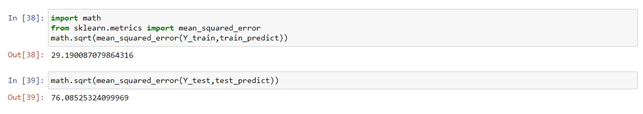 In [38]: import math
from sklearn.metrics import mean_squared_error
math.sqrt(mean_squared_error(Y_train,train_predict))
Out[38]: 29.190087079864316
In [39]: math.sqrt(mean_squared_error(Y_test,test_predict))
Out[39]: 76.08525324099969